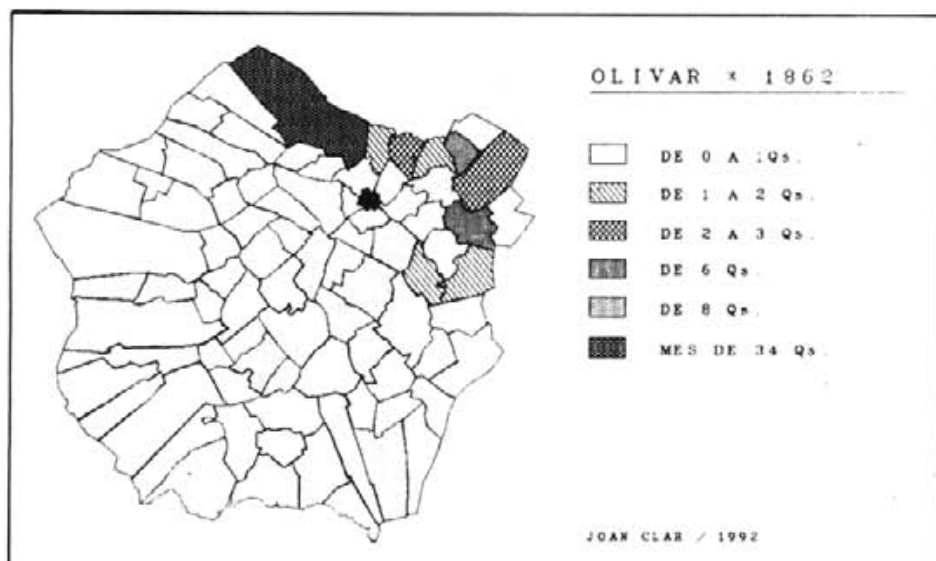 OLIVAR * 1862
DE 0 A 1Qs.
DE 1 A 2 Qs.
DE 2 A 3 Qs.
DE 6 Qs.
DE 8 Qs.
MES DE 34 Qs.
JOAN CLAR / 1992